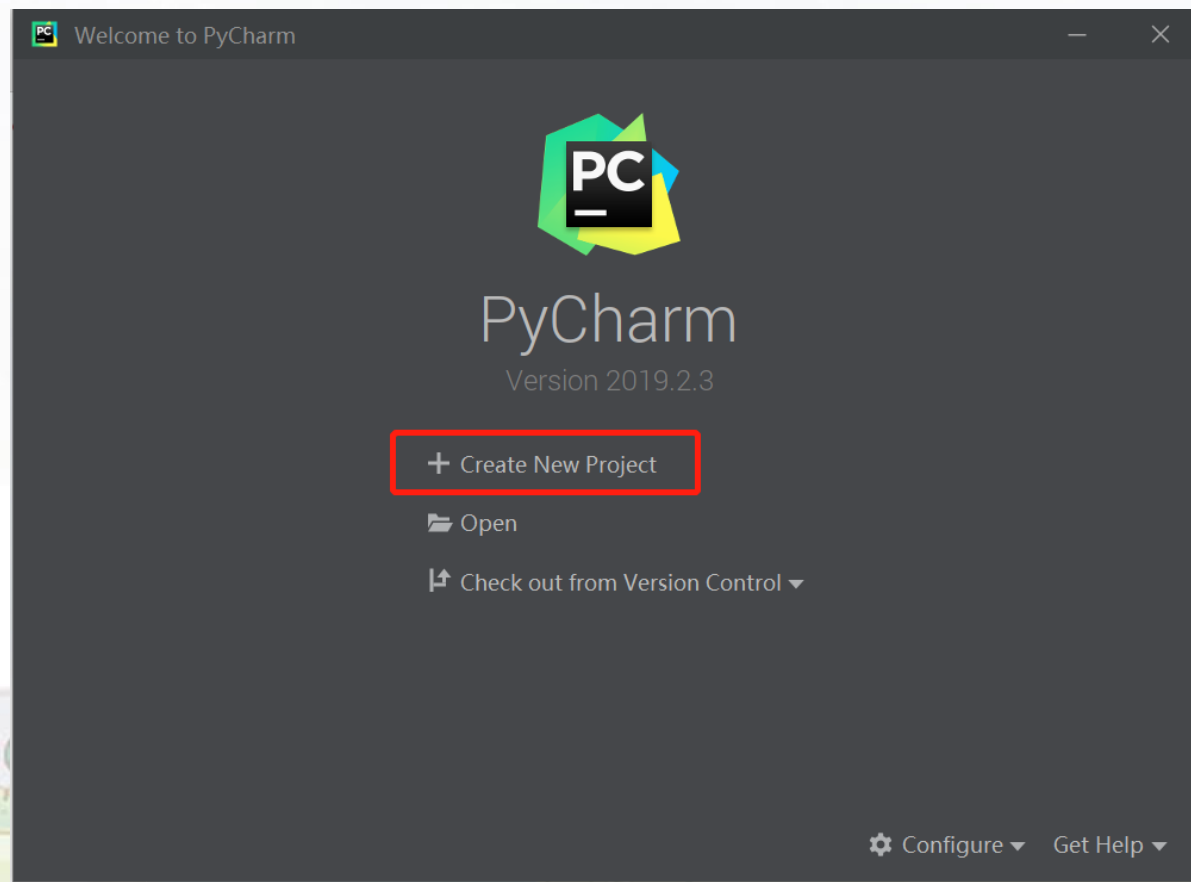 Welcome to PyCharm
PC
PyCharm
Version 2019.2.3
Create New Project
Open
Check out from Version Control
Configure
Get Help